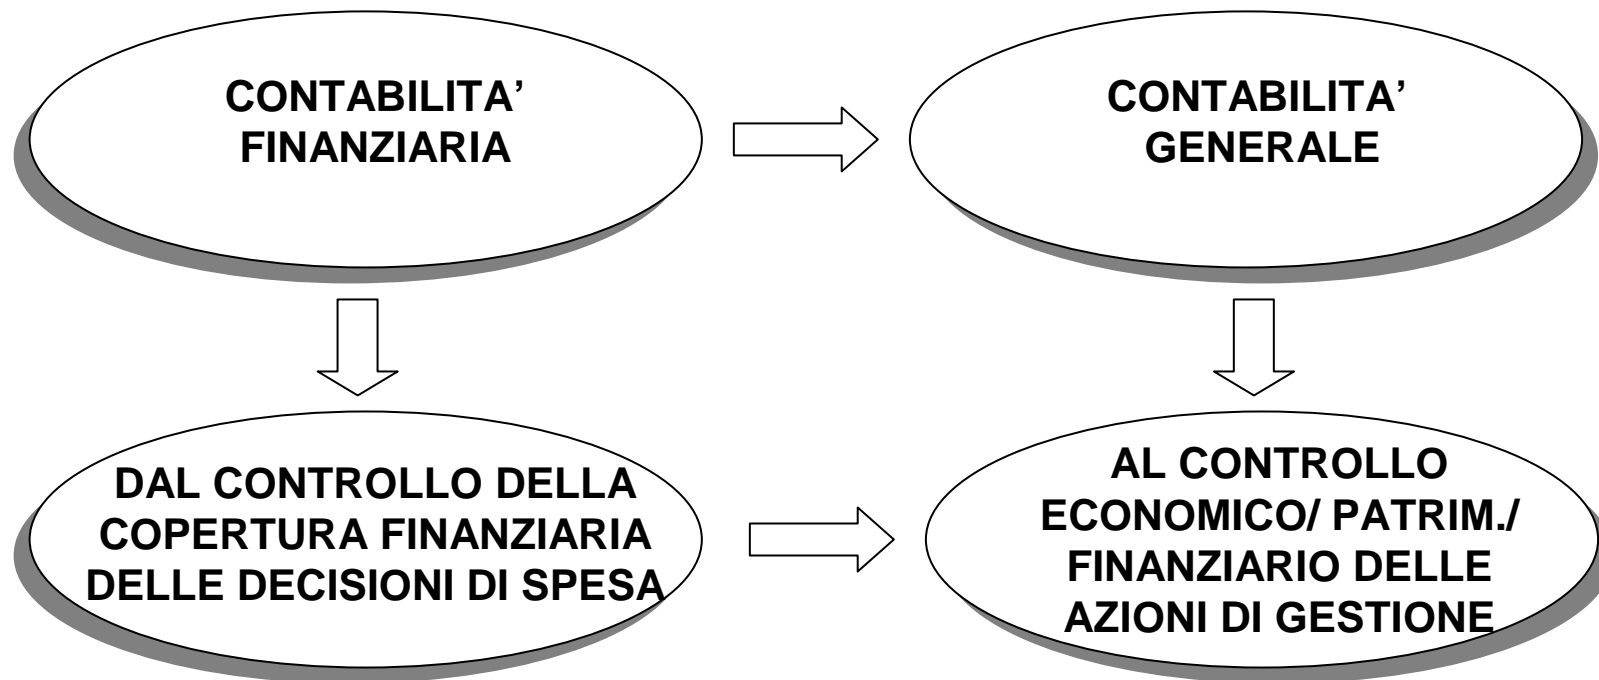 CONTABILITA’
FINANZIARIA
CONTABILITA’
GENERALE
DAL CONTROLLO DELLA
COPERTURA FINANZIARIA
DELLE DECISIONI DI SPESA
AL CONTROLLO
ECONOMICO/ PATRIM./
FINANZIARIO DELLE
AZIONI DI GESTIONE